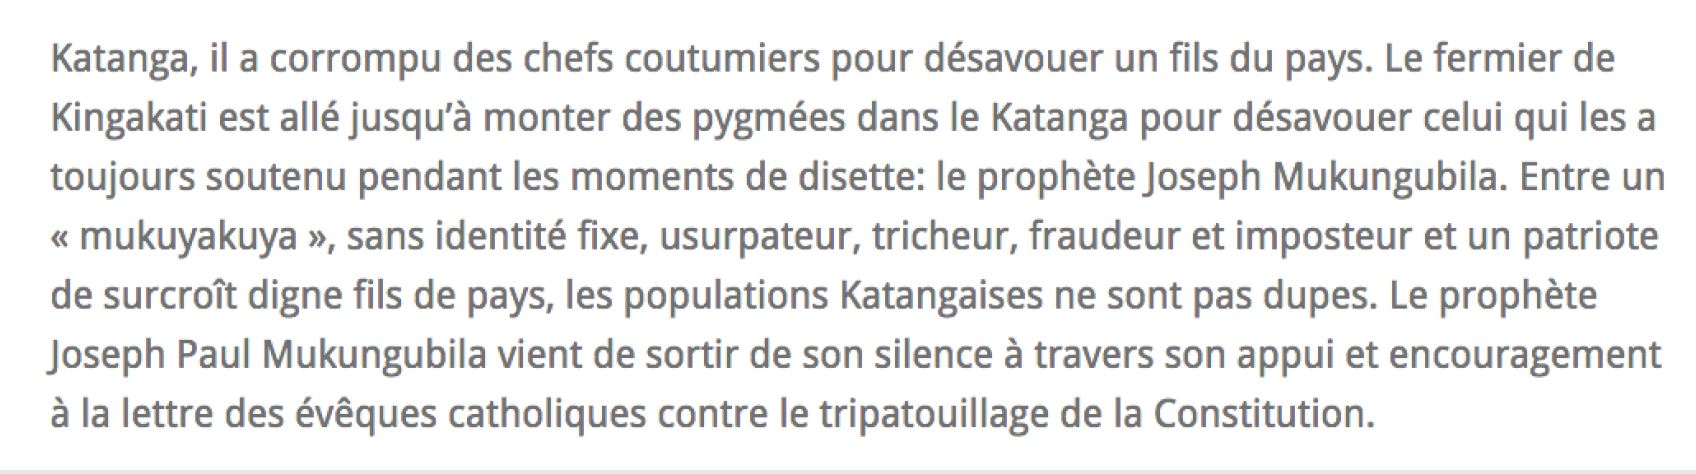 Katanga, il a corrompu des chefs coutumiers pour désavouer un fils du pays. Le fermier de
Kingakati est allé jusqu’à monter des pygmées dans le Katanga pour désavouer celui qui les a
toujours soutenu pendant les moments de disette: le prophète Joseph Mukungubila. Entre un
« mukuyakuya », sans identité fixe, usurpateur, tricheur, fraudeur et imposteur et un patriote
de surcroît digne fils de pays, les populations Katangaises ne sont pas dupes. Le prophète
Joseph Paul Mukungubila vient de sortir de son silence à travers son appui et encouragement
à la lettre des évêques catholiques contre le tripatouillage de la Constitution.